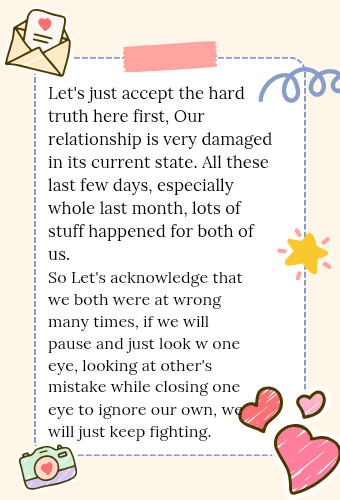 Let's just accept the hard
truth here first, Our
relationship is very damaged
in its current state. All these
last few days, especially
whole last month, lots of
stuff happened for both of
us.
So Let's acknowledge that
we both were at wrong
many times, if we will
pause and just look w one
eye, looking at other's
mistake while closing one
eye to ignore our own, we
will just keep fighting.